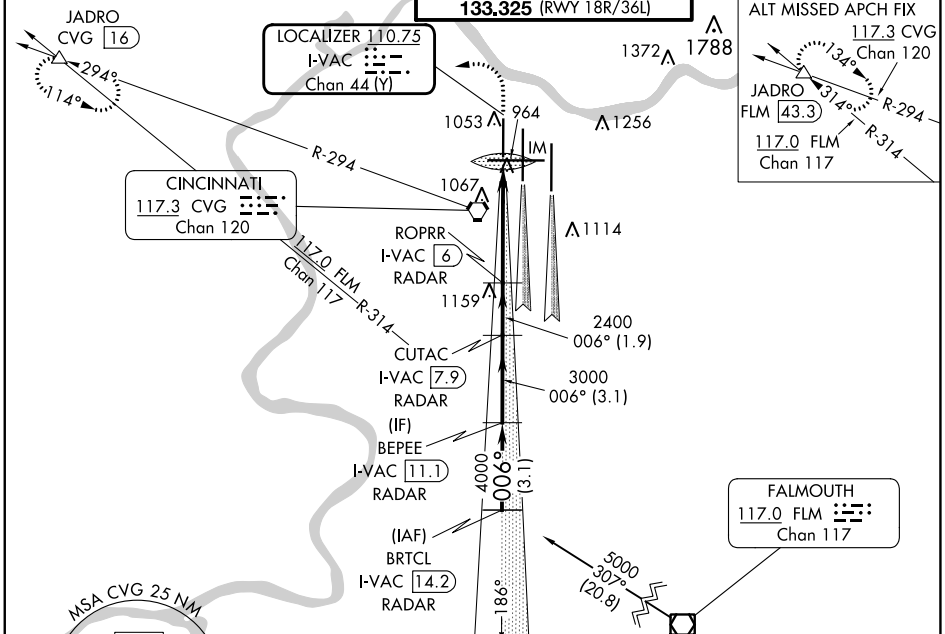 133.325 (RWY 18R/36L)
JADRO
CVG 16
294°
114°
LOCALIZER 110.75
I-VAC
Chan 44 (Y)
1372
1788
ALT MISSED APCH FIX
117.3 CVG
Chan 120
134°
314°
JADRO
FLM 43.3
R-294
R-314
117.0 FLM
Chan 117
1053
964
1256
IM
R-294
CINCINNATI
117.3 CVG
Chan 120
1067
1114
ROPRR
I-VAC 6
RADAR
117.0 FLM
Chan 117
R-314
1159
2400
006° (1.9)
CUTAC
I-VAC 7.9
RADAR
3000
006° (3.1)
(IF)
BEPEE
I-VAC 11.1
RADAR
4000
006°
(3.1)
(IAF)
BRTCL
I-VAC 14.2
RADAR
186°
FALMOUTH
117.0 FLM
Chan 117
5000
307°
(20.8)
MSA CVG 25 NM